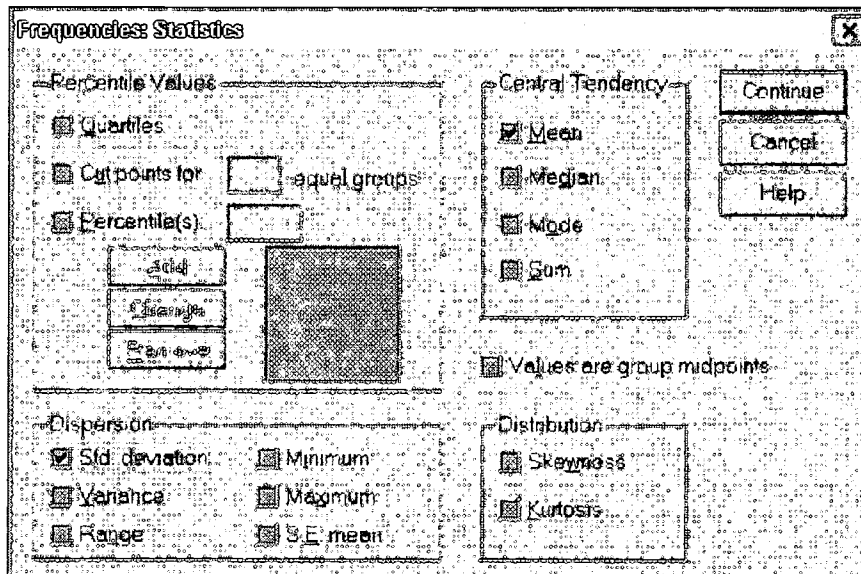 Frequencies: Statistics
Percentile Values
Quartiles
Cut points for equal groups
Percentile(s)
Add
Change
Remove
Central Tendency
Mean
Median
Mode
Sum
Continue
Cancel
Help
Values are group midpoints
Dispersion
Std. deviation
Minimum
Variance
Maximum
Range
S.E. mean
Distribution
Skewness
Kurtosis